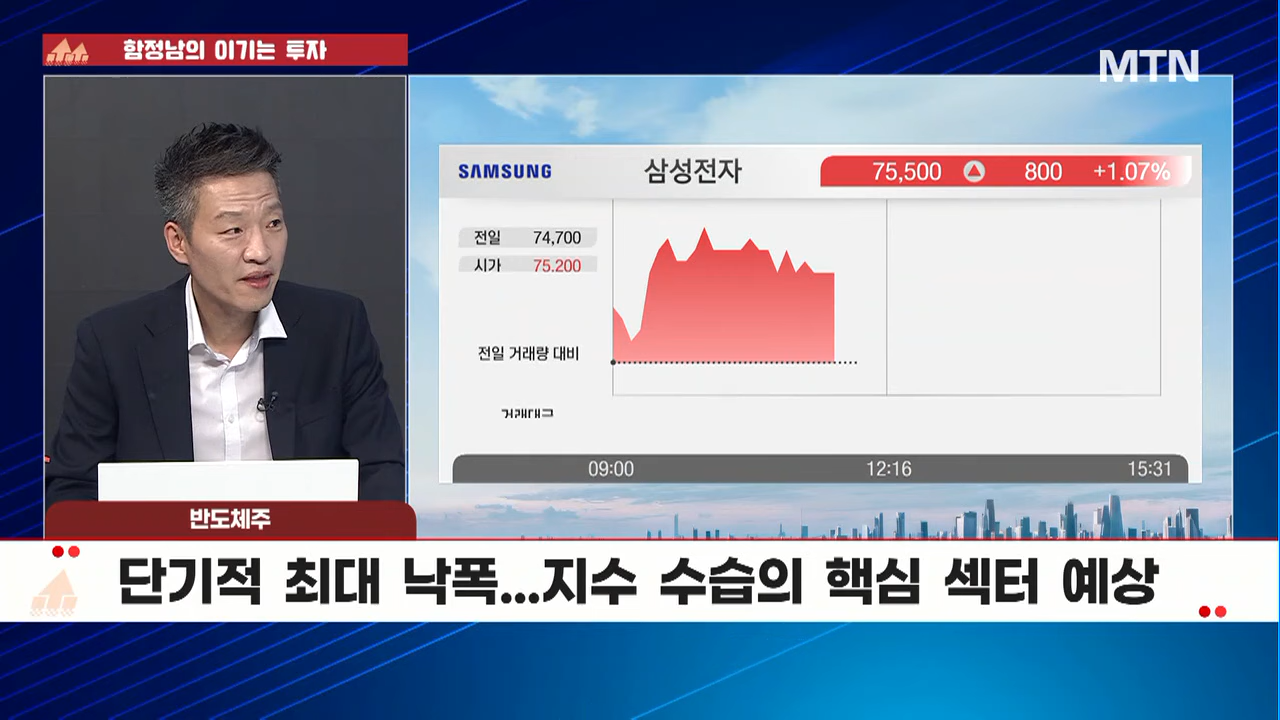 함정남의 이기는 투자
MTN
SAMSUNG 삼성전자 75,500 800 +1.07%
전일 74,700
시가 75.200
전일 거래량 대비
09:00 12:16 15:31
반도체주
단기적 최대 낙폭...지수 수습의 핵심 섹터 예상